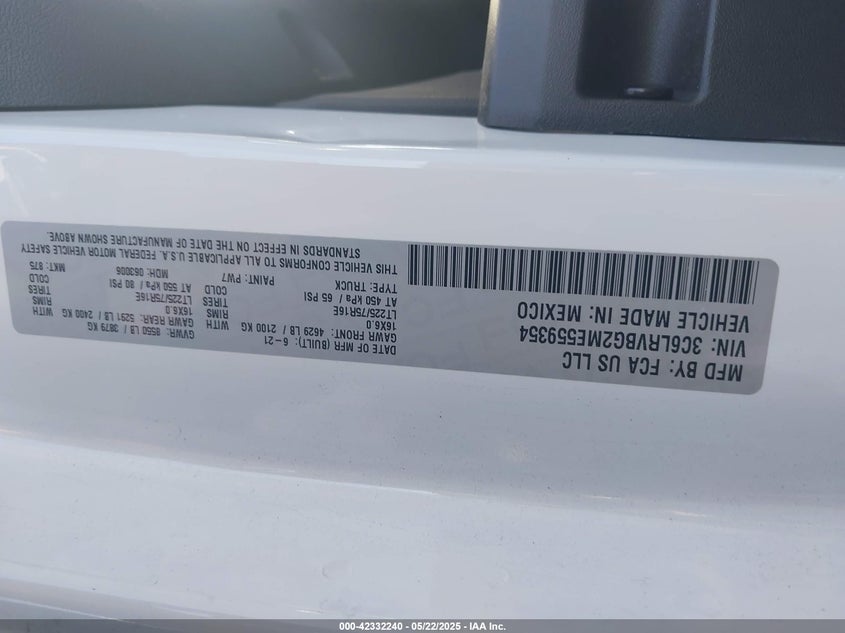 MFD BY: FCA US LLC
VIN: 3C6LRVBG2ME559354
VEHICLE MADE IN: MEXICO
DATE OF MFR (BUILT): 6-21 GVWR: 8550 LB/ 3879 KG
GAWR FRONT: 4629 LB/ 2100 KG WITH GAWR REAR: 5291 LB/ 2400 KG WITH
16X6.0 RIMS 16X6.0 RIMS
LT225/75R16E TIRES LT225/75R16E TIRES
AT 450 kPa/ 65 PSI COLD AT 550 kPa/ 80 PSI COLD
TYPE: TRUCK PAINT: PW7 MDH: 063006 MKT: 875
THIS VEHICLE CONFORMS TO ALL APPLICABLE U.S.A. FEDERAL MOTOR VEHICLE SAFETY
STANDARDS IN EFFECT ON THE DATE OF MANUFACTURE SHOWN ABOVE.
000-42332240 - 05/22/2025 - IAA Inc.